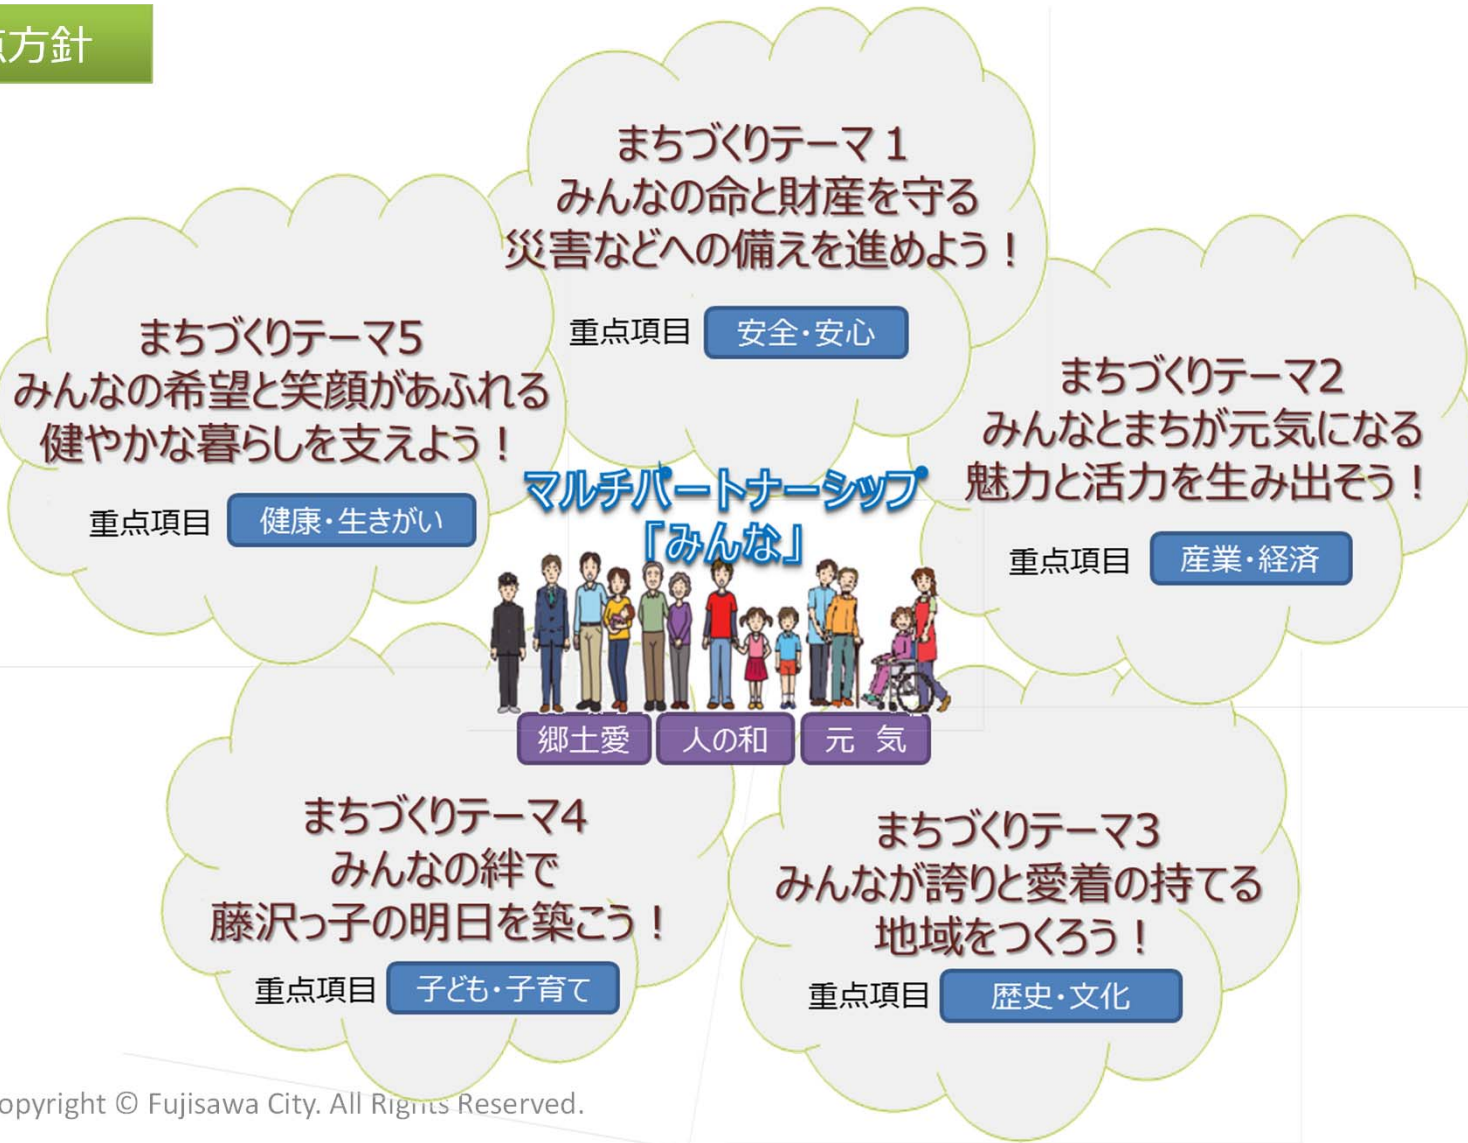 点方針
まちづくりテーマ1
みんなの命と財産を守る
災害などへの備えを進めよう！
重点項目 安全・安心
まちづくりテーマ5
みんなの希望と笑顔があふれる
健やかな暮らしを支えよう！
重点項目 健康・生きがい
まちづくりテーマ2
みんなとまちが元気になる
魅力と活力を生み出そう！
重点項目 産業・経済
マルチパートナーシップ
「みんな」
郷土愛 人の和 元 気
まちづくりテーマ4
みんなの絆で
藤沢っ子の明日を築こう！
重点項目 子ども・子育て
まちづくりテーマ3
みんなが誇りと愛着の持てる
地域をつくろう！
重点項目 歴史・文化
opyright © Fujisawa City. All Rights Reserved.